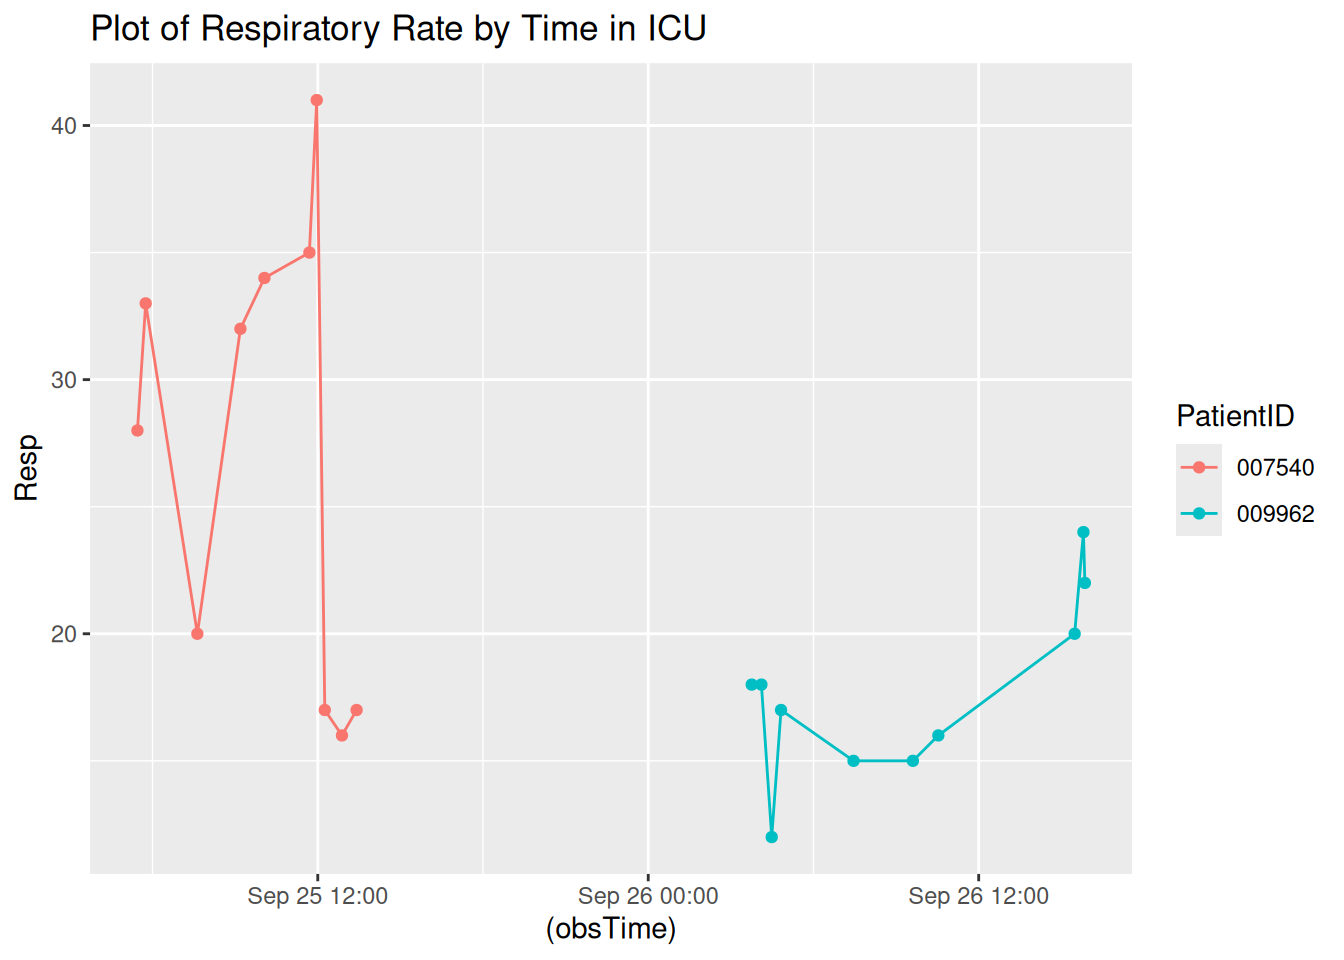 Plot of Respiratory Rate by Time in ICU
40
30
20
Resp
Sep 25 12:00
Sep 26 00:00
Sep 26 12:00
(obsTime)
PatientID
007540
009962